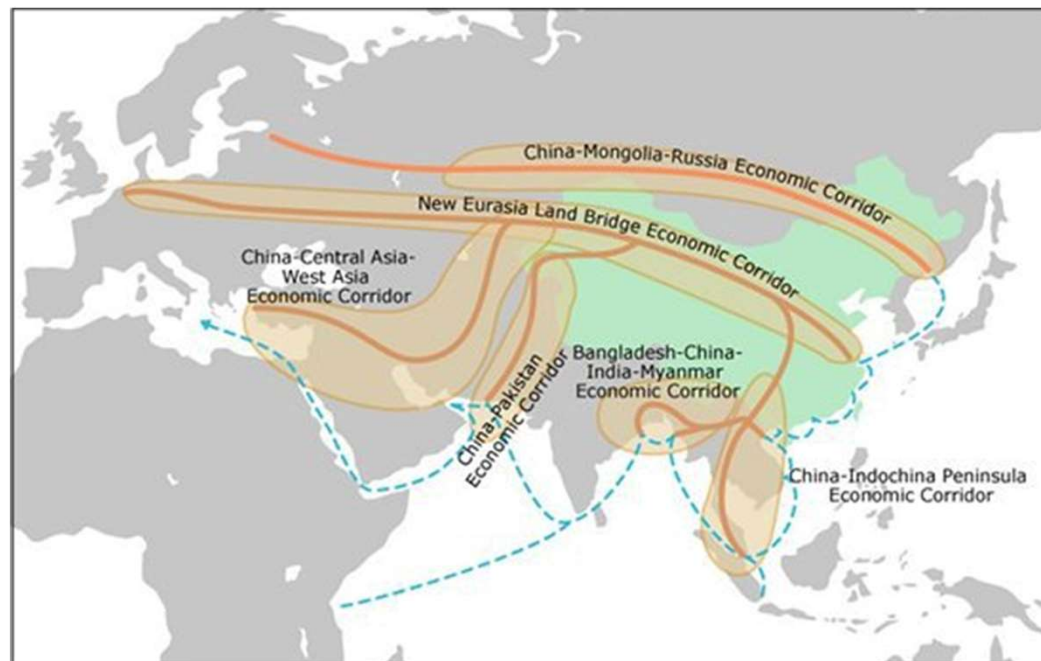 China-Mongolia-Russia Economic Corridor
New Eurasia Land Bridge Economic Corridor
China-Central Asia-
West Asia
Economic Corridor
China-Pakistan
Economic Corridor
Bangladesh-China-
India-Myanmar
Economic Corridor
China-Indochina Peninsula
Economic Corridor